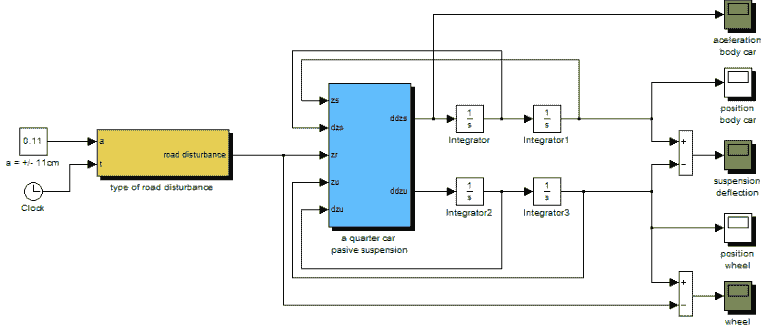 aceleration
body car
zs
ddzs
1
s
1
s
position
body car
Integrator
Integrator1
0.11
a
dzs
+
−
a = +/- 11cm
road disturbance
zr
t
type of road disturbance
zu
ddzu
1
s
1
s
suspension
deflection
Clock
dzu
Integrator2
Integrator3
a quarter car
pasive suspension
position
wheel
+
−
wheel